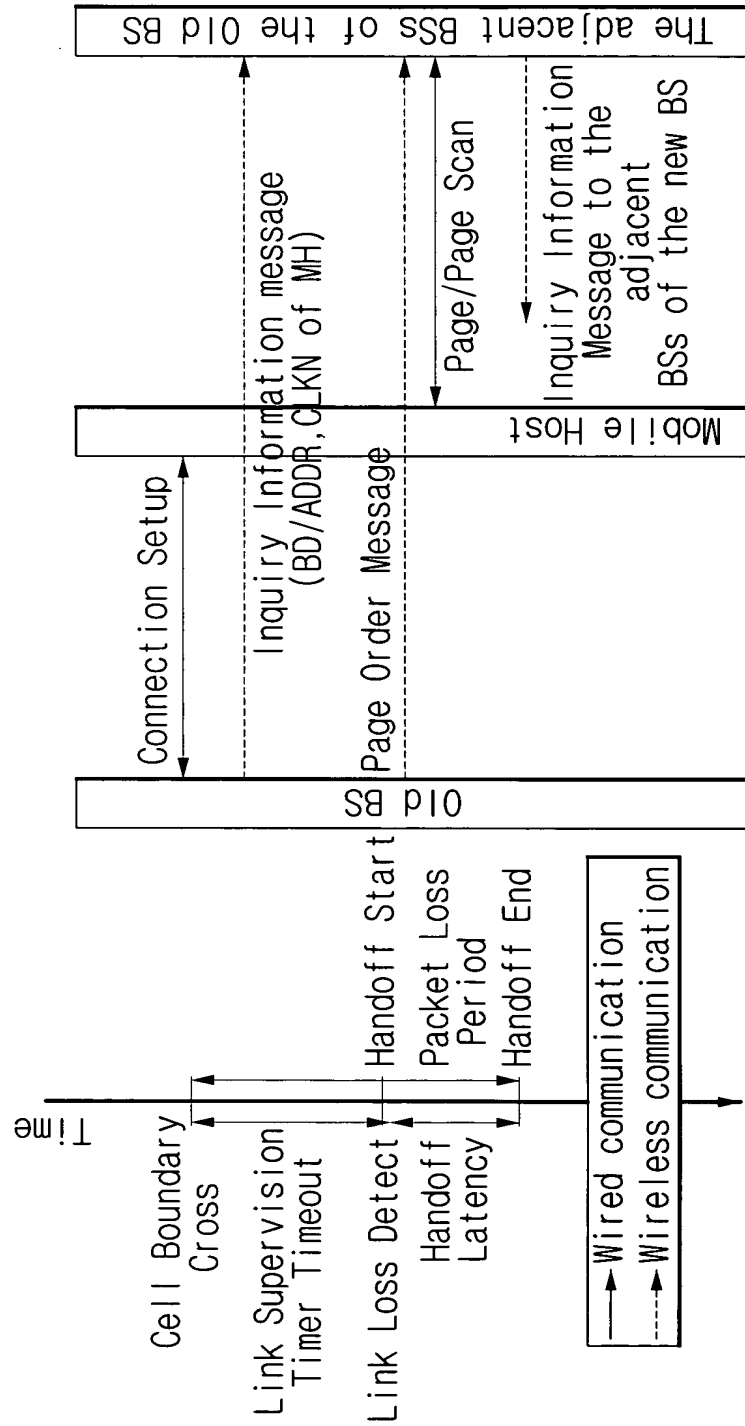 Time
Cell Boundary
Cross
Link Supervision
Timer Timeout
Link Loss Detect
Handoff
Latency
Handoff Start
Packet Loss
Period
Handoff End
Wired communication
Wireless communication
Old BS
Connection Setup
Inquiry Information message
(BD/ADDR,CLKN of MH)
Page Order Message
Mobile Host
Page/Page Scan
Inquiry Information
Message to the
adjacent
BSs of the new BS
The adjacent BSs of the Old BS